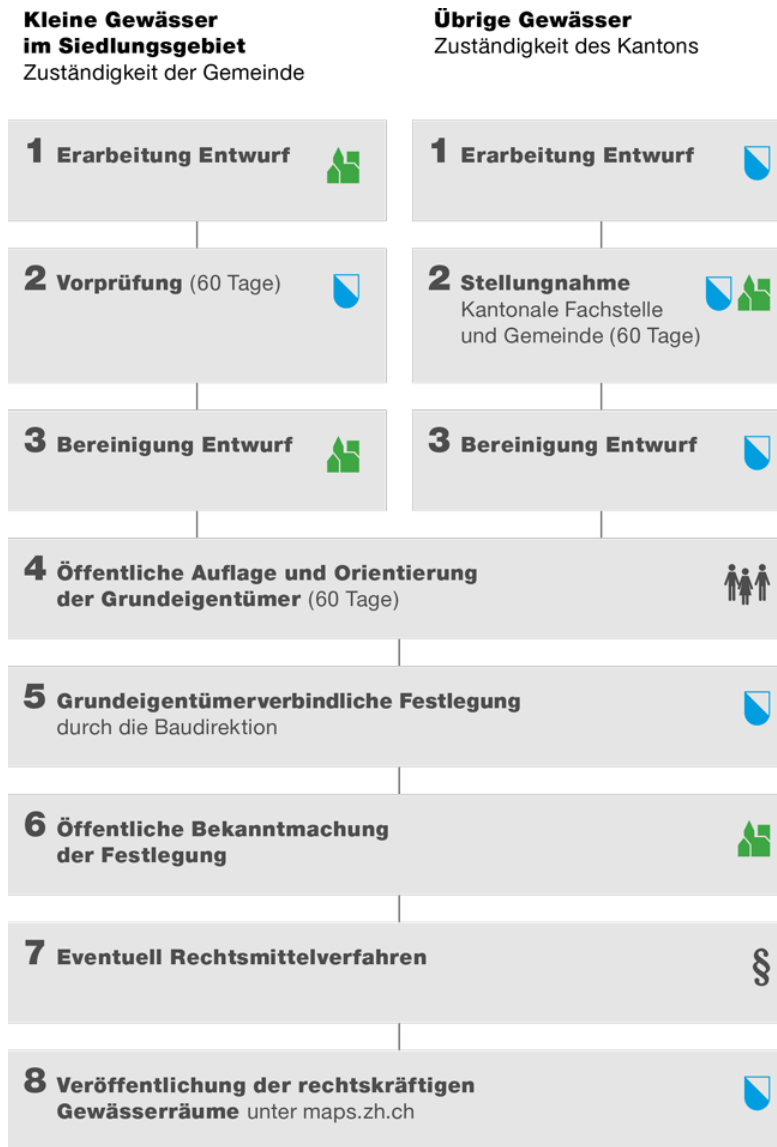 Kleine Gewässer
im Siedlungsgebiet
Zuständigkeit der Gemeinde
Übrige Gewässer
Zuständigkeit des Kantons
1 Erarbeitung Entwurf
1 Erarbeitung Entwurf
2 Vorprüfung (60 Tage)
2 Stellungnahme
Kantonale Fachstelle
und Gemeinde (60 Tage)
3 Bereinigung Entwurf
3 Bereinigung Entwurf
4 Öffentliche Auflage und Orientierung
der Grundeigentümer (60 Tage)
5 Grundeigentümerverbindliche Festlegung
durch die Baudirektion
6 Öffentliche Bekanntmachung
der Festlegung
7 Eventuell Rechtsmittelverfahren
§
8 Veröffentlichung der rechtskräftigen
Gewässerräume unter maps.zh.ch